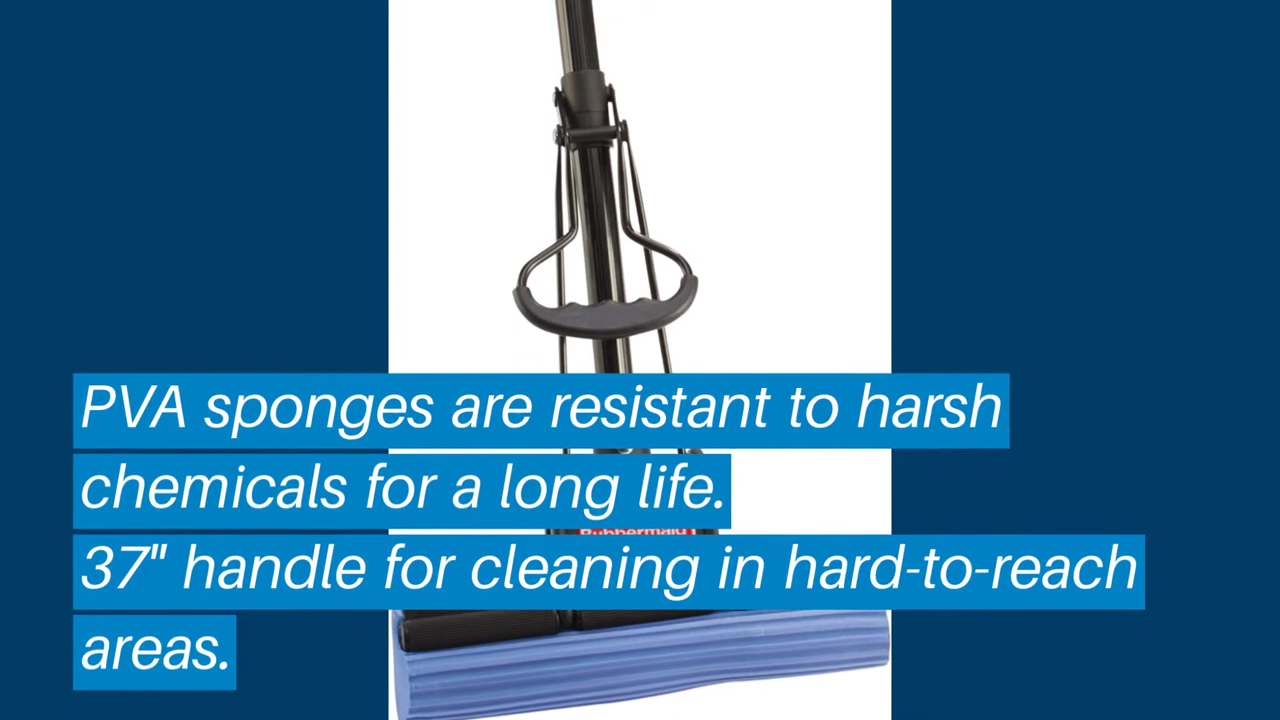 PVA sponges are resistant to harsh
chemicals for a long life.
Rubbermaid
37" handle for cleaning in hard-to-reach
areas.